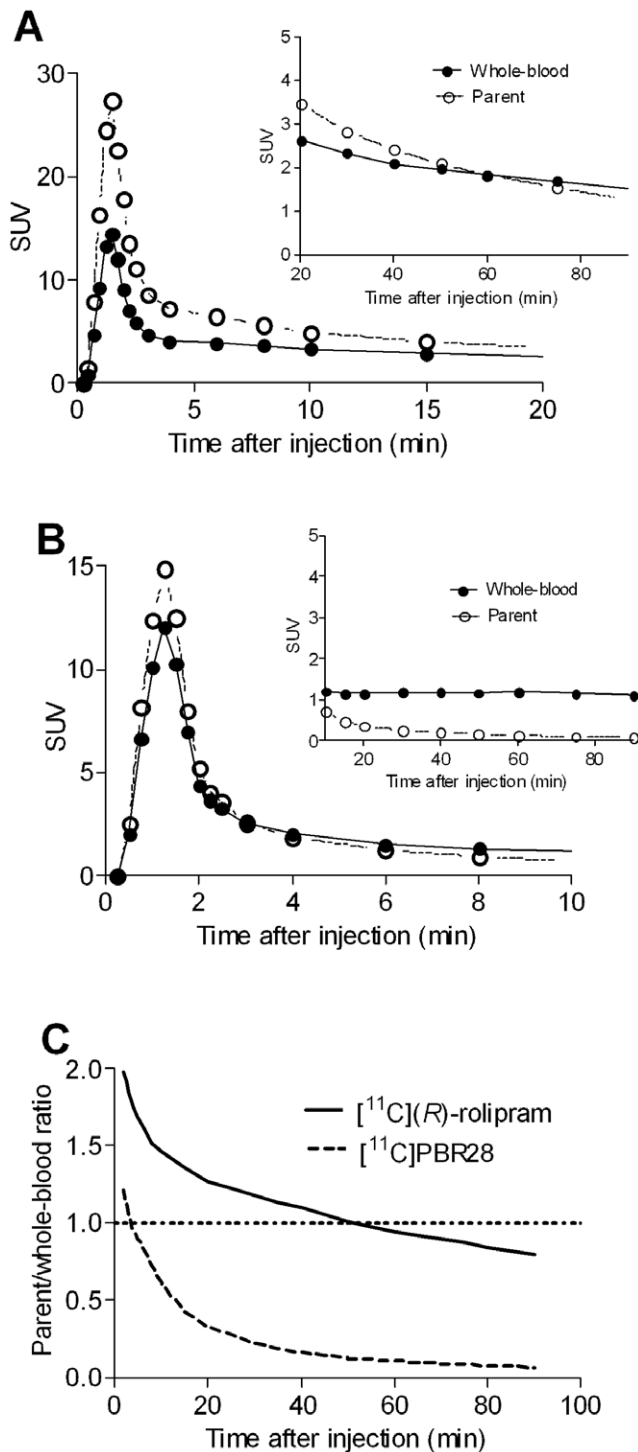 A
30
20
10
0
SUV
0
5
10
15
20
Time after injection (min)
5
4
3
2
1
0
SUV
Whole-blood
Parent
20
40
60
80
Time after injection (min)
B
15
10
5
0
SUV
0
2
4
6
8
10
Time after injection (min)
5
4
3
2
1
0
SUV
Whole-blood
Parent
20
40
60
80
Time after injection (min)
C
2.0
1.5
1.0
0.5
0.0
Parent/whole-blood ratio
[¹¹C](R)-rolipram
[¹¹C]PBR28
0
20
40
60
80
100
Time after injection (min)